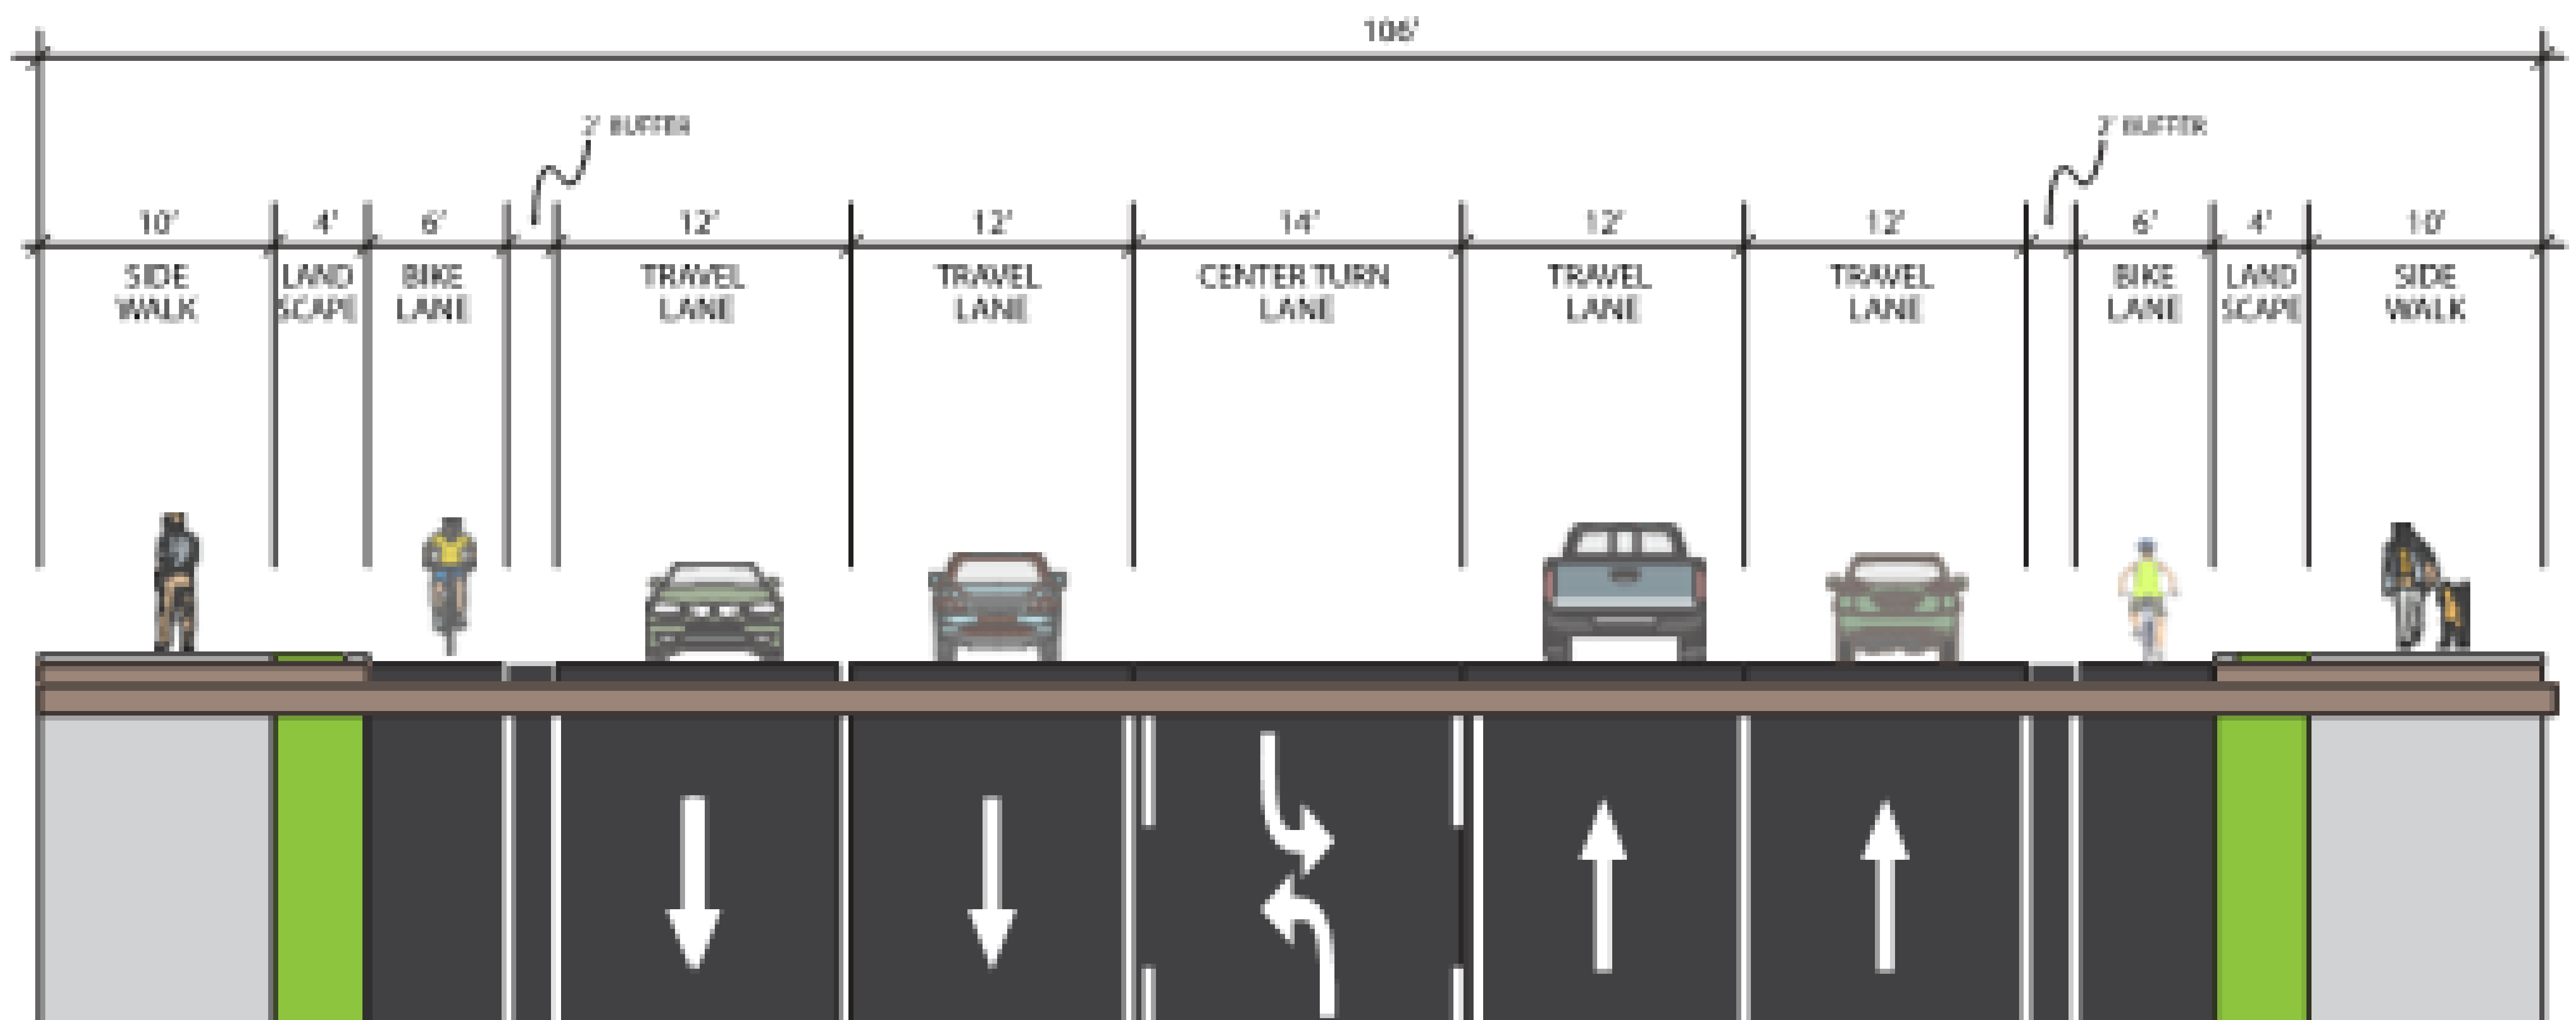 106'
2' BUFFER
2' BUFFER
10'
4'
6'
12'
12'
14'
12'
12'
6'
4'
10'
SIDE
WALK
LAND
SCAPE
BIKE
LANE
TRAVEL
LANE
TRAVEL
LANE
CENTER TURN
LANE
TRAVEL
LANE
TRAVEL
LANE
BIKE
LANE
LAND
SCAPE
SIDE
WALK